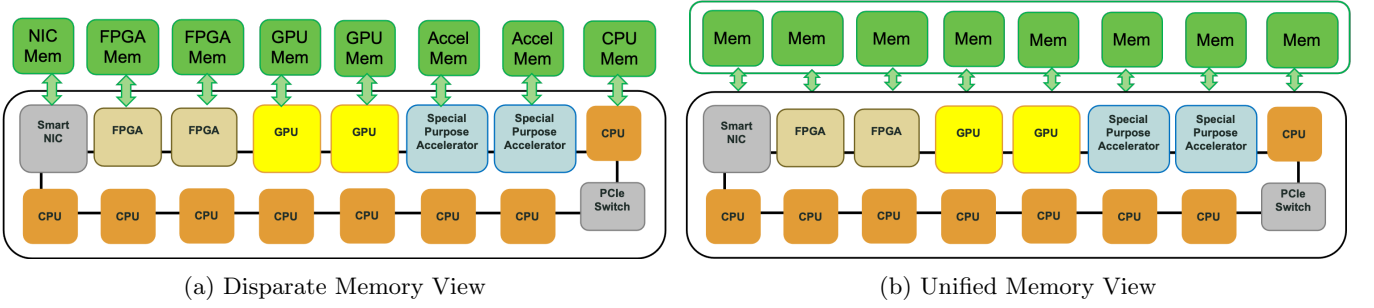 NIC
Mem
FPGA
Mem
FPGA
Mem
GPU
Mem
GPU
Mem
Accel
Mem
Accel
Mem
CPU
Mem
Smart
NIC
FPGA
FPGA
GPU
GPU
Special
Purpose
Accelerator
Special
Purpose
Accelerator
CPU
CPU
CPU
CPU
CPU
CPU
CPU
CPU
PCIe
Switch
(a) Disparate Memory View
Mem
Mem
Mem
Mem
Mem
Mem
Mem
Mem
Smart
NIC
FPGA
FPGA
GPU
GPU
Special
Purpose
Accelerator
Special
Purpose
Accelerator
CPU
CPU
CPU
CPU
CPU
CPU
CPU
CPU
PCIe
Switch
(b) Unified Memory View